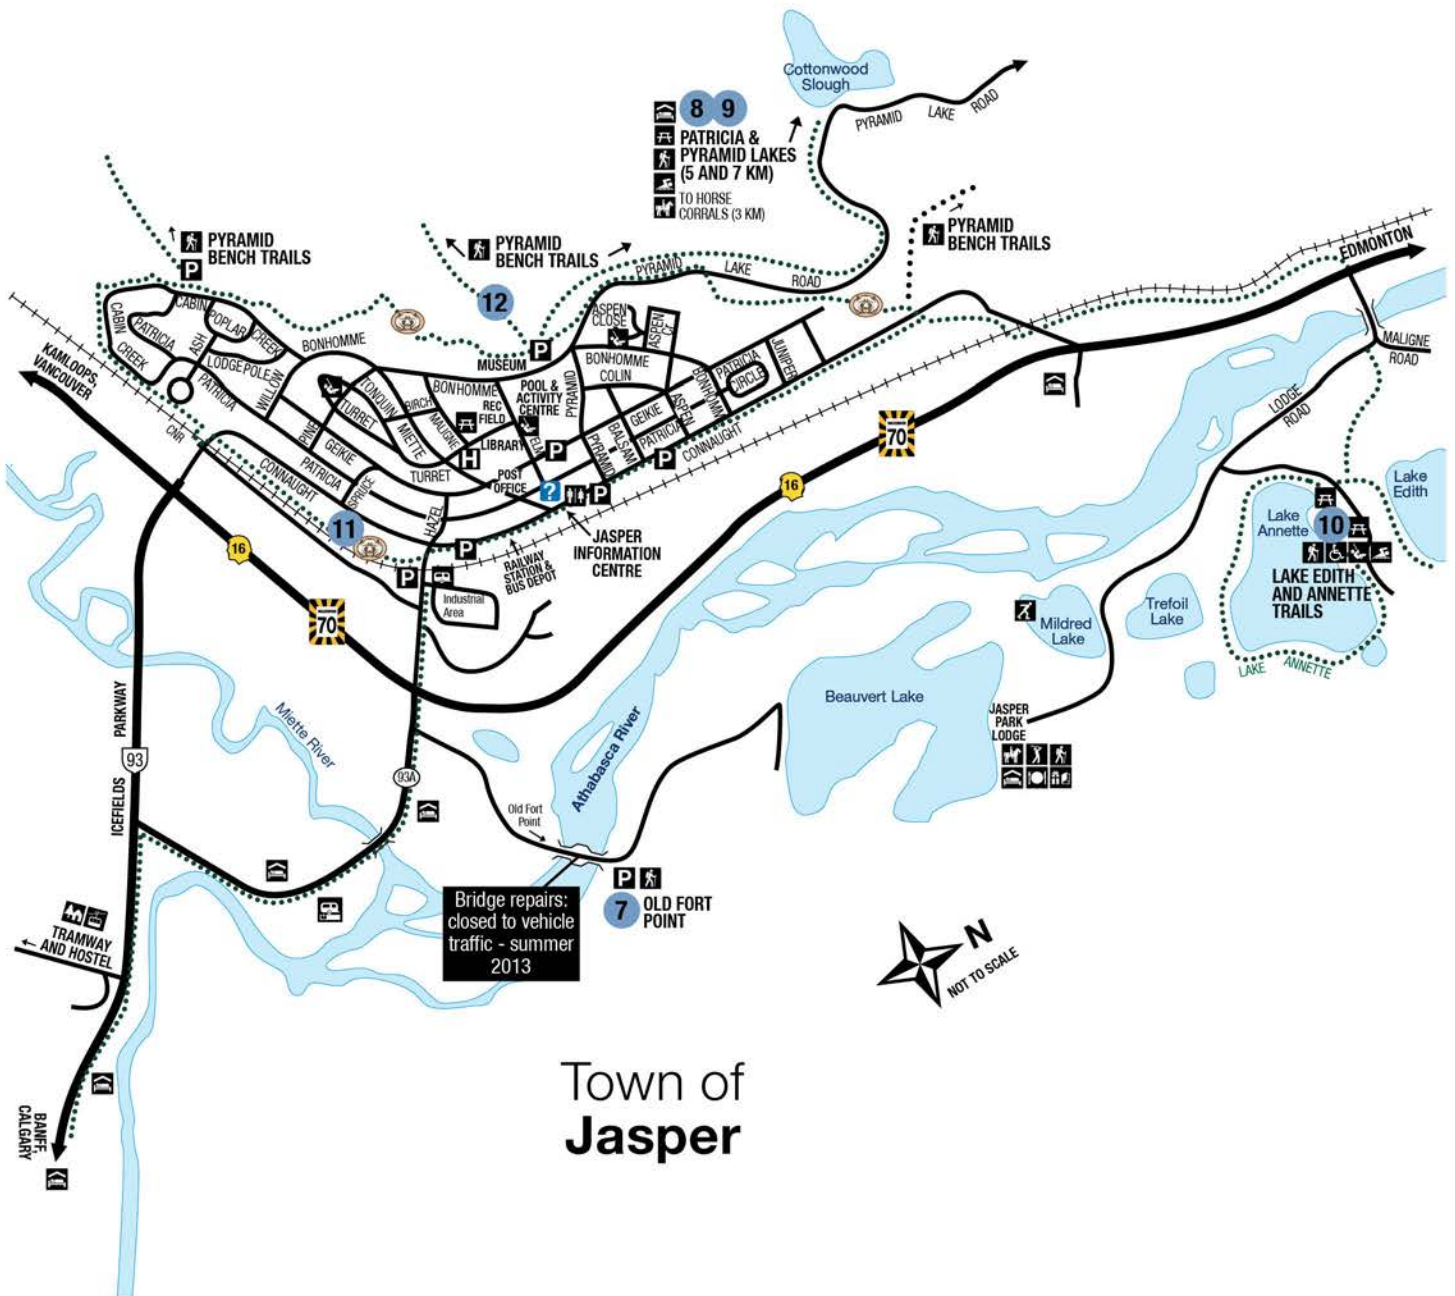 Cottonwood
Slough
PYRAMID LAKE ROAD
8 9
PATRICIA &
PYRAMID LAKES
(5 AND 7 KM)
TO HORSE
CORRALS (3 KM)
PYRAMID
BENCH TRAILS
P
PYRAMID
BENCH TRAILS
PYRAMID
BENCH TRAILS
12
PYRAMID LAKE ROAD
EDMONTON
MALIGNE
ROAD
LODGE
ROAD
KAMLOOPS,
VANCOUVER
CABIN
CREEK
PATRICIA
CABIN
CREEK
POPLAR
ASH
LODGEPOLE
PATRICIA
WILLOW
BONHOMME
PINE
TURRET
TONQUIN
BIRCH
MIETTE
MALIGNE
BONHOMME
MUSEUM
P
REC
FIELD
POOL &
ACTIVITY
CENTRE
ELM
LIBRARY
H
POST
OFFICE
?
P
P
P
PYRAMID
ASPEN
CLOSE
ASPEN
CR
BONHOMME
COLIN
GEIKIE
PATRICIA
BALSAM
PYRAMID
ASPEN
BONHOMME
PATRICIA
CIRCLE
JUNIPER
CONNAUGHT
CNR
GEIKIE
PATRICIA
CONNAUGHT
SPRUCE
TURRET
HAZEL
11
P
P
JASPER
INFORMATION
CENTRE
RAILWAY
STATION &
BUS DEPOT
Industrial
Area
16
70
16
70
Lake
Edith
Lake
Annette
10
LAKE EDITH
AND ANNETTE
TRAILS
LAKE ANNETTE
Mildred
Lake
Trefoil
Lake
Beauvert Lake
JASPER
PARK
LODGE
Miette River
Athabasca River
PARKWAY
93
ICEFIELDS
93A
Old Fort
Point
P
7
OLD FORT
POINT
Bridge repairs:
closed to vehicle
traffic - summer
2013
TRAMWAY
AND HOSTEL
BANFF,
CALGARY
N
NOT TO SCALE
Town of
Jasper